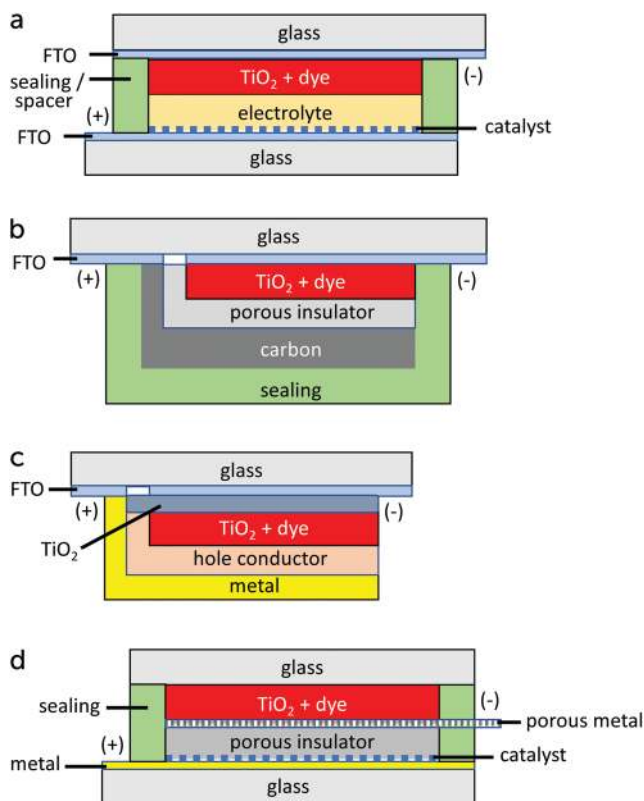 a
glass
FTO
TiO₂ + dye
(-)
sealing /
spacer
(+)
electrolyte
catalyst
FTO
glass
b
glass
FTO
(+)
(-)
TiO₂ + dye
porous insulator
carbon
sealing
c
glass
FTO
(+)
(-)
TiO₂ + dye
TiO₂
hole conductor
metal
d
glass
sealing
TiO₂ + dye
(-)
porous metal
(+)
porous insulator
catalyst
metal
glass